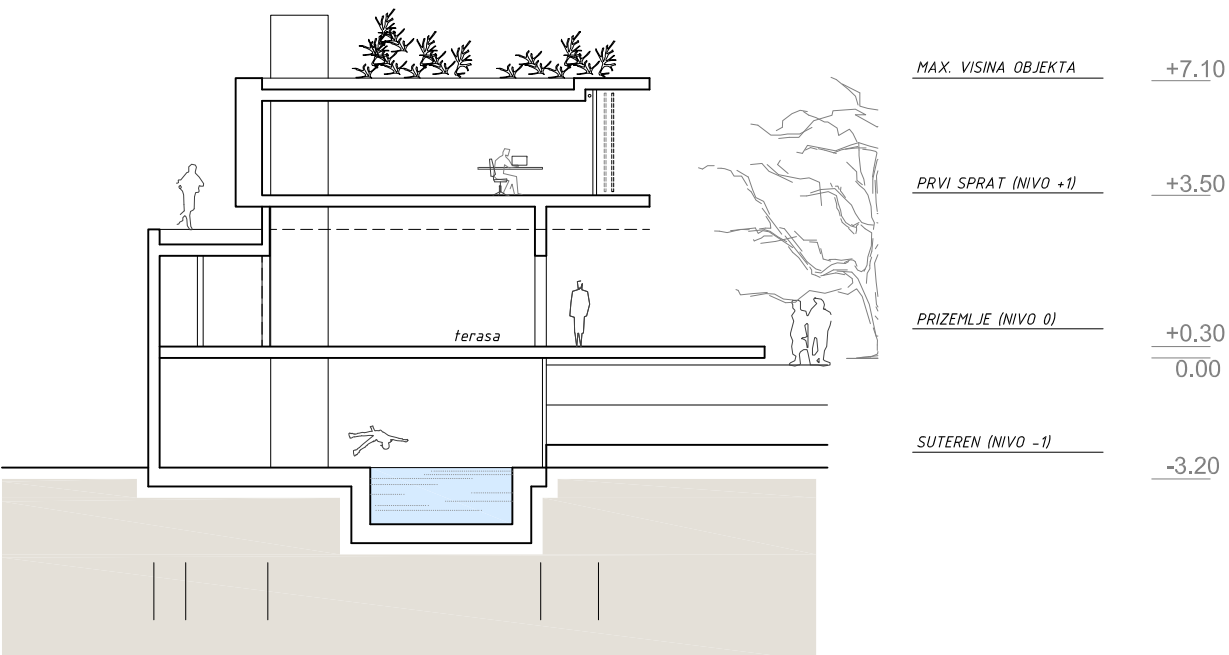 MAX. VISINA OBJEKTA +7.10
PRVI SPRAT (NIVO +1) +3.50
PRIZEMLJE (NIVO 0) +0.30
terasa
0.00
SUTEREN (NIVO -1) -3.20